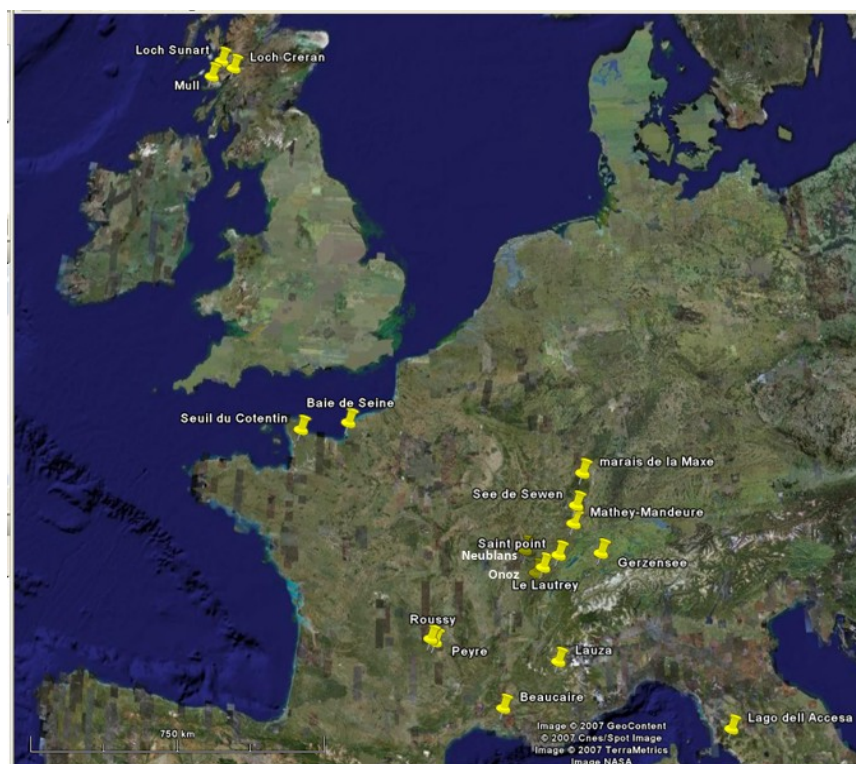 Loch Sunart
Loch Creran
Mull
Baie de Seine
Seuil du Cotentin
marais de la Maxe
See de Sewen
Mathey-Mandeure
Saint point
Neublans
Gerzensee
Onoz
Le Lautrey
Roussy
Peyre
Lauza
Beaucaire
Lago dell Accesa
Image © 2007 GeoContent
© 2007 Cnes/Spot Image
Image © 2007 TerraMetrics
Image NASA
750 km